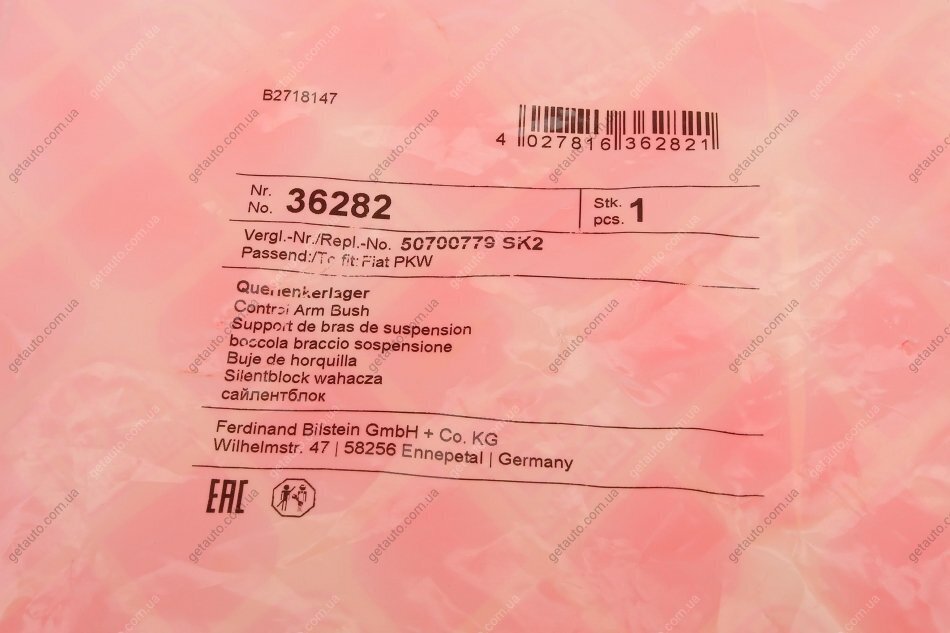 B2718147
4 027816 362821
Nr.
No. 36282
Stk.
pcs. 1
Vergl.-Nr./Repl.-No. 50700779 SK2
Passend:/To fit: Fiat PKW
Querlenkerlager
Control Arm Bush
Support de bras de suspension
boccola braccio sospensione
Buje de horquilla
Silentblock wahacza
сайлентблок
Ferdinand Bilstein GmbH + Co. KG
Wilhelmstr. 47 | 58256 Ennepetal | Germany
EAC
getauto.com.ua